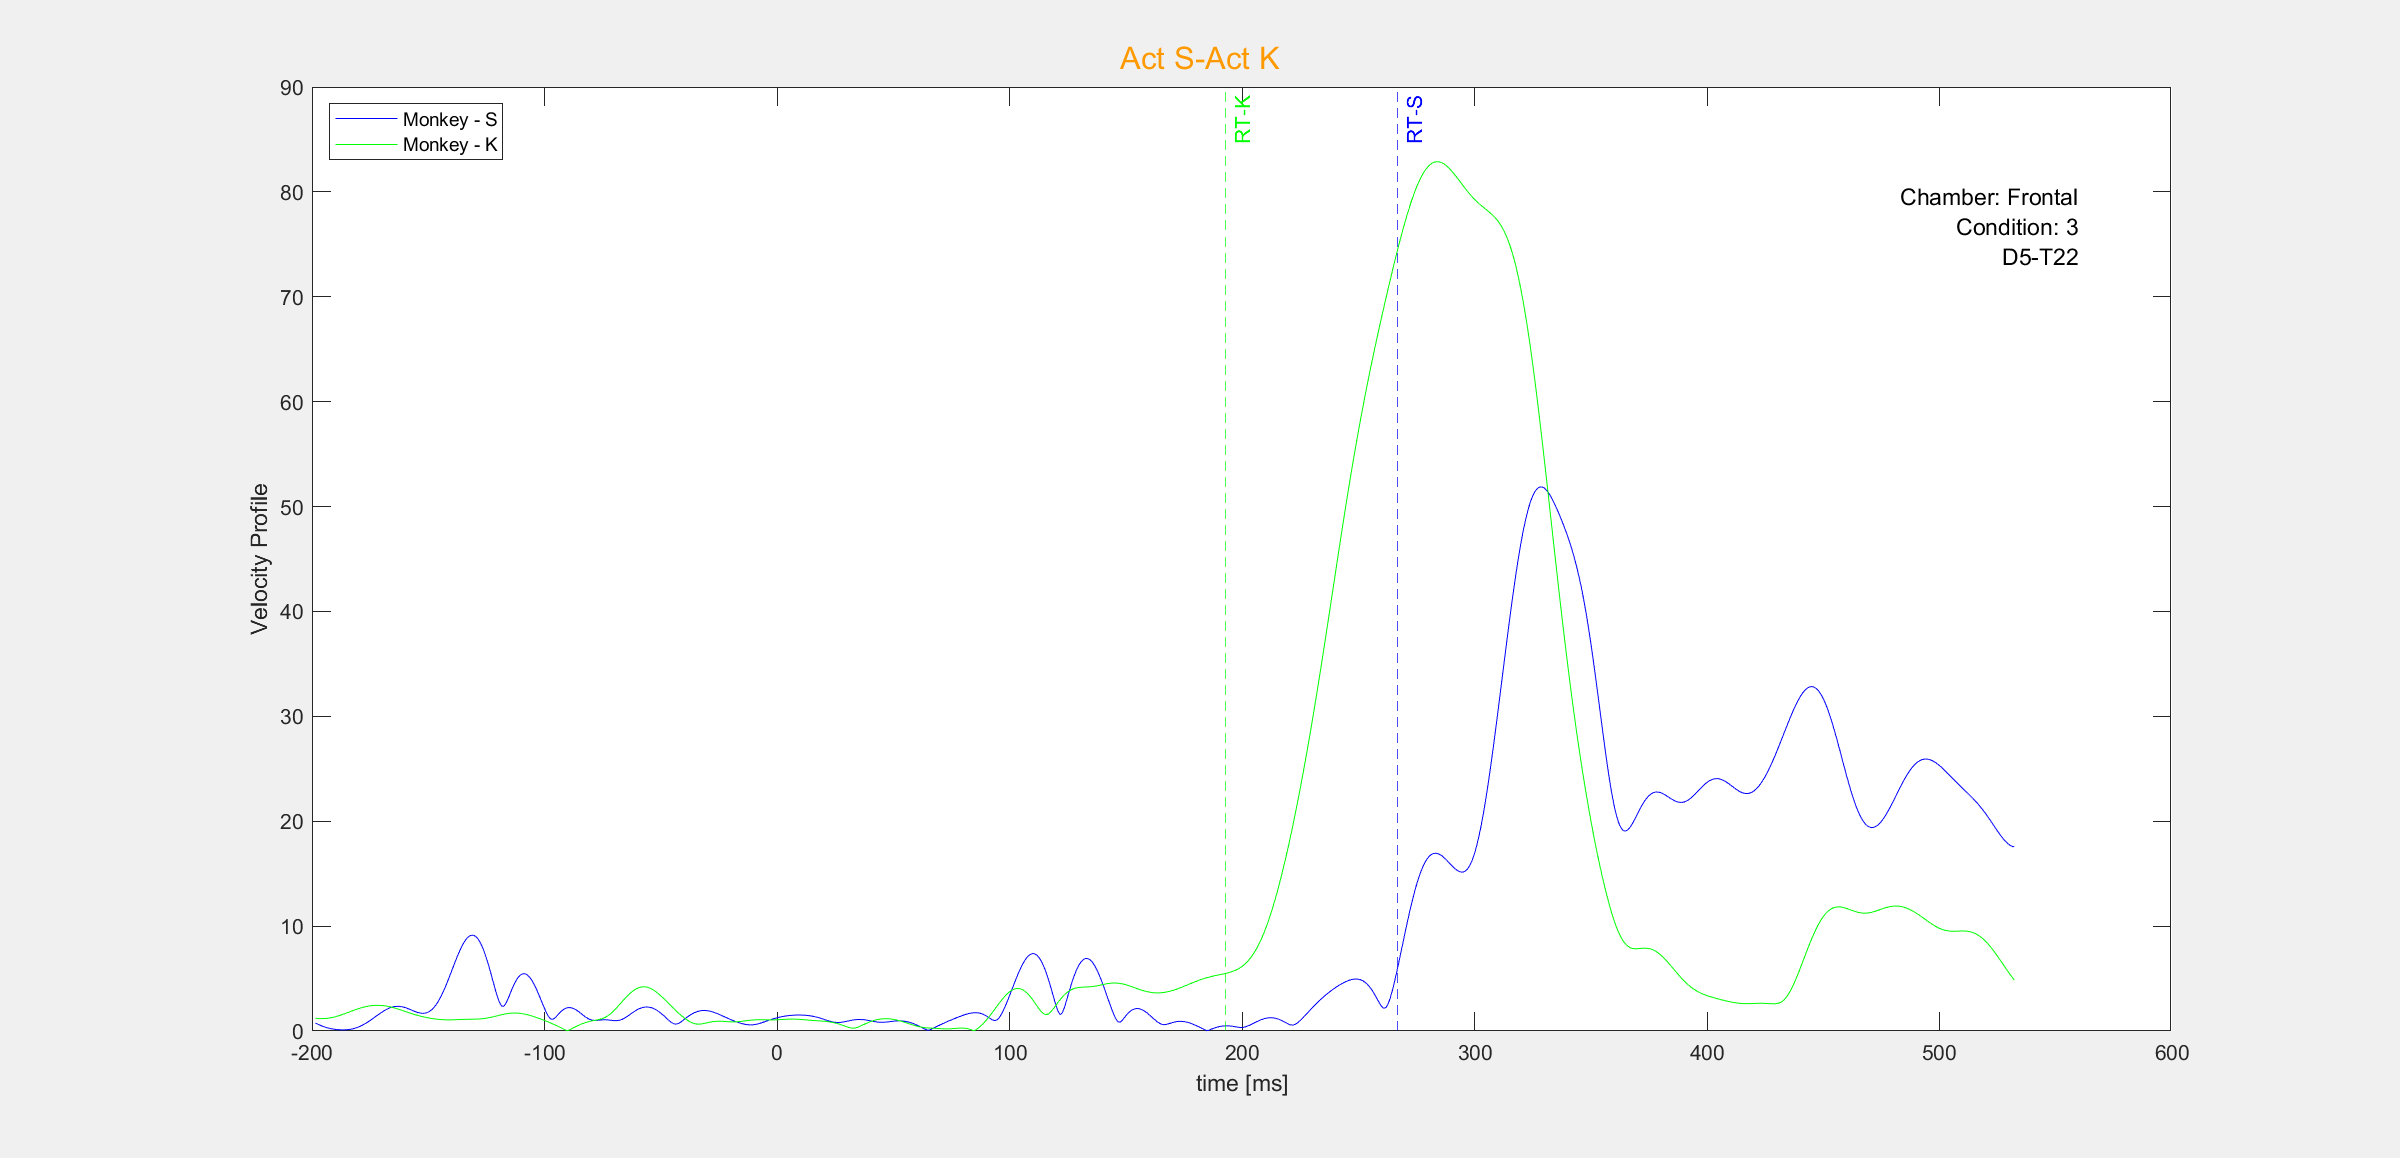 Act S-Act K
Monkey - S
Monkey - K
RT-K
RT-S
Chamber: Frontal
Condition: 3
D5-T22
Velocity Profile
90
80
70
60
50
40
30
20
10
0
-200
-100
0
100
200
300
400
500
600
time [ms]